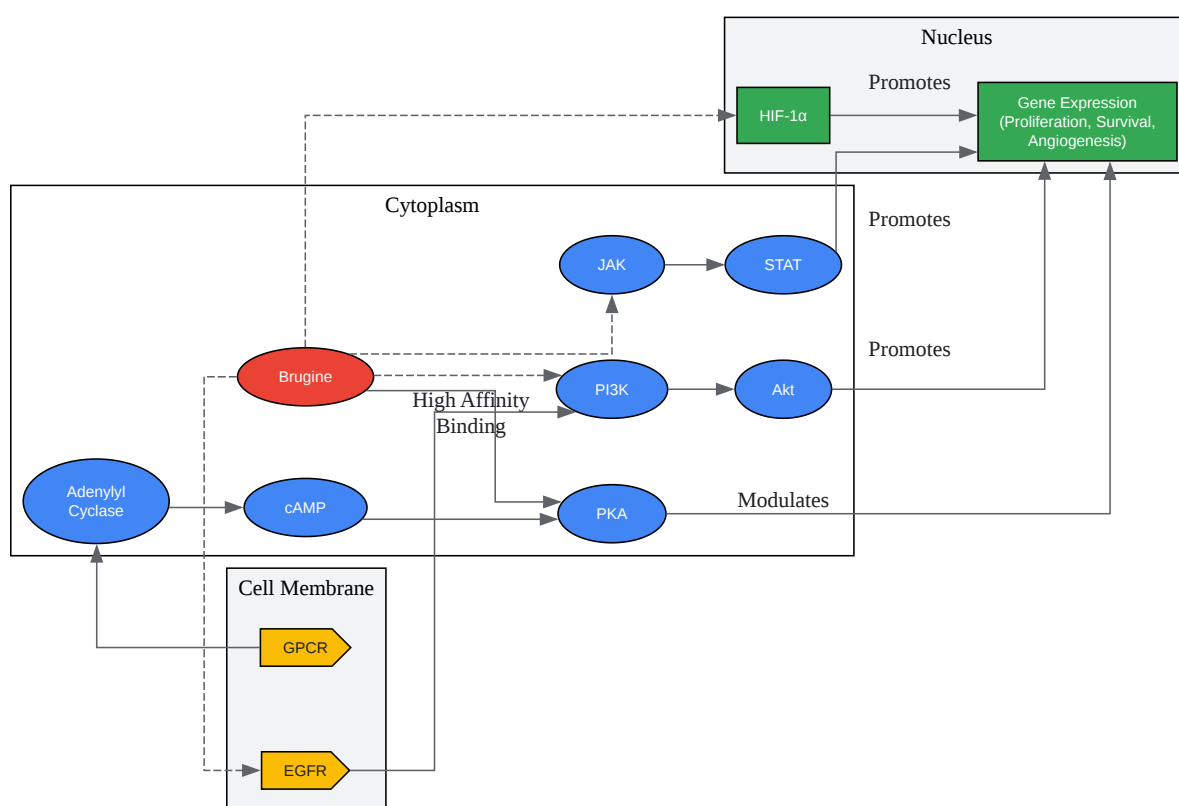 Nucleus
Promotes
HIF-1α
Gene Expression
(Proliferation, Survival,
Angiogenesis)
Cytoplasm
Promotes
JAK
STAT
Promotes
Brugine
PI3K
Akt
High Affinity
Binding
Adenylyl
Cyclase
cAMP
PKA
Modulates
Cell Membrane
GPCR
EGFR